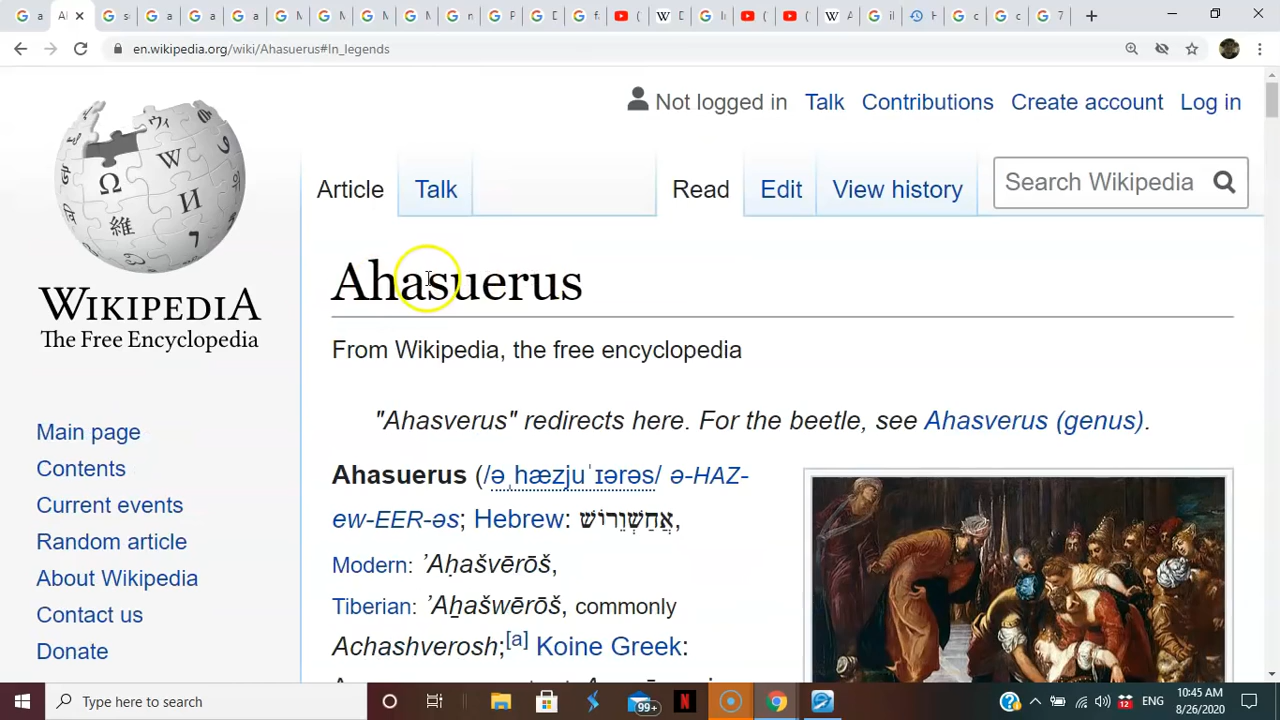 en.wikipedia.org/wiki/Ahasuerus#In_legends
Not logged in Talk Contributions Create account Log in
Article Talk Read Edit View history Search Wikipedia
WIKIPEDIA
The Free Encyclopedia
Ahasuerus
From Wikipedia, the free encyclopedia
"Ahasverus" redirects here. For the beetle, see Ahasverus (genus).
Ahasuerus (/əˌhæzjuˈɪərəs/ ə-HAZ-
ew-EER-əs; Hebrew: אֲחַשְׁוֵרוֹשׁ,
Modern: ʼAḥašvērōš,
Tiberian: ʼAḫašwērōš, commonly
Achashverosh;[a] Koine Greek:
Main page
Contents
Current events
Random article
About Wikipedia
Contact us
Donate
Type here to search
99+
N
12
ENG
10:45 AM
8/26/2020